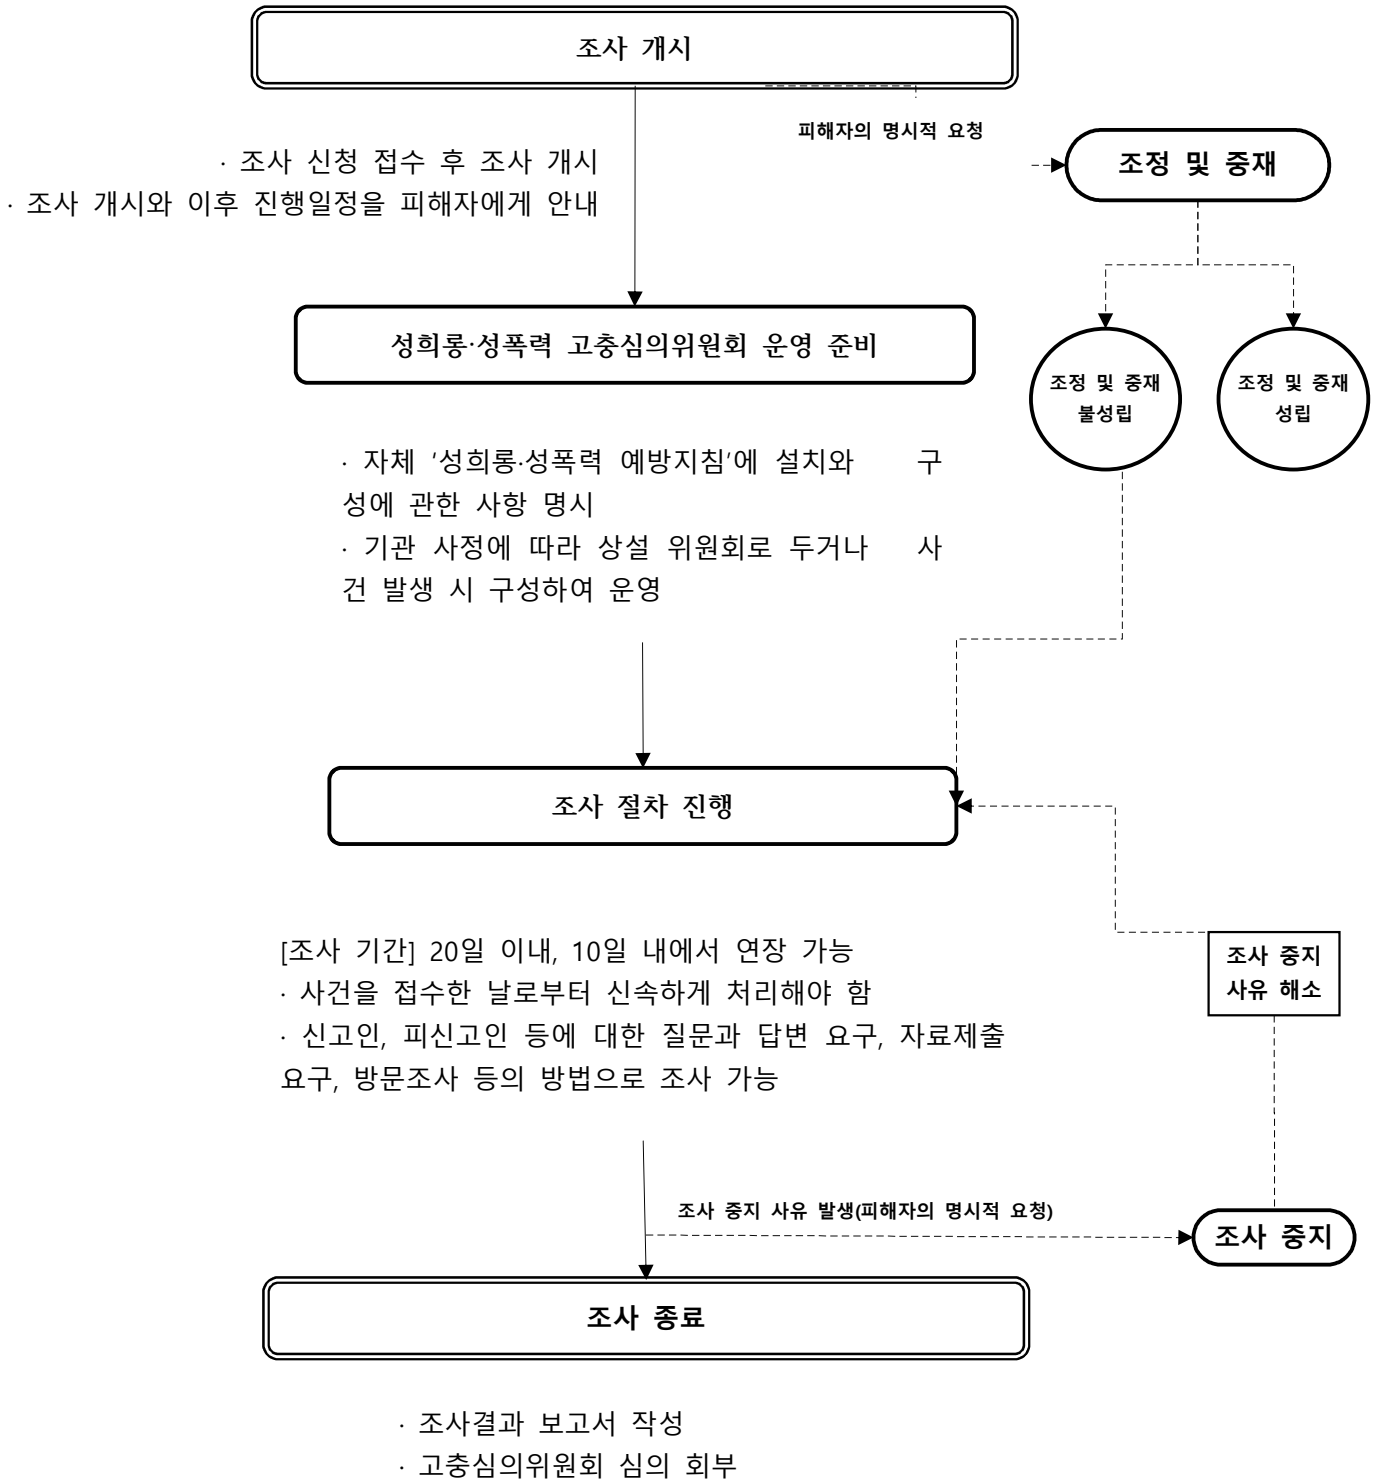 조사 개시
피해자의 명시적 요청
조정 및 중재
· 조사 신청 접수 후 조사 개시
· 조사 개시와 이후 진행일정을 피해자에게 안내
성희롱·성폭력 고충심의위원회 운영 준비
조정 및 중재
불성립
조정 및 중재
성립
· 자체 '성희롱·성폭력 예방지침'에 설치와 구
성에 관한 사항 명시
· 기관 사정에 따라 상설 위원회로 두거나 사
건 발생 시 구성하여 운영
조사 절차 진행
[조사 기간] 20일 이내, 10일 내에서 연장 가능
· 사건을 접수한 날로부터 신속하게 처리해야 함
· 신고인, 피신고인 등에 대한 질문과 답변 요구, 자료제출
요구, 방문조사 등의 방법으로 조사 가능
조사 중지
사유 해소
조사 중지 사유 발생(피해자의 명시적 요청)
조사 중지
조사 종료
· 조사결과 보고서 작성
· 고충심의위원회 심의 회부